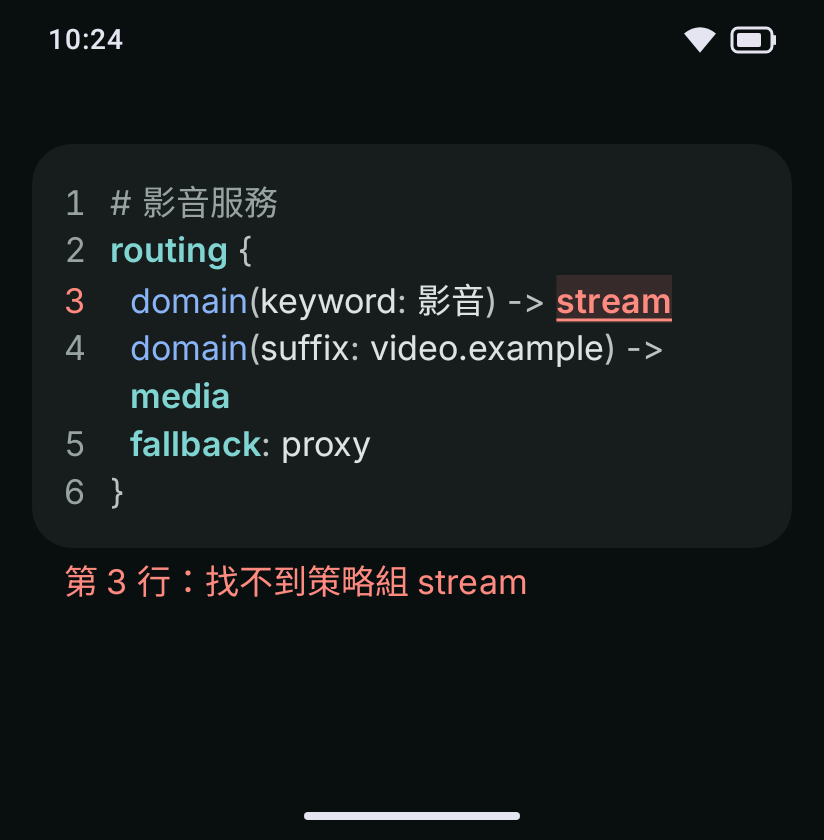 10:24
1 # 影音服務
2 routing {
3 domain(keyword: 影音) -> stream
4 domain(suffix: video.example) ->
media
5 fallback: proxy
6 }
第 3 行：找不到策略組 stream